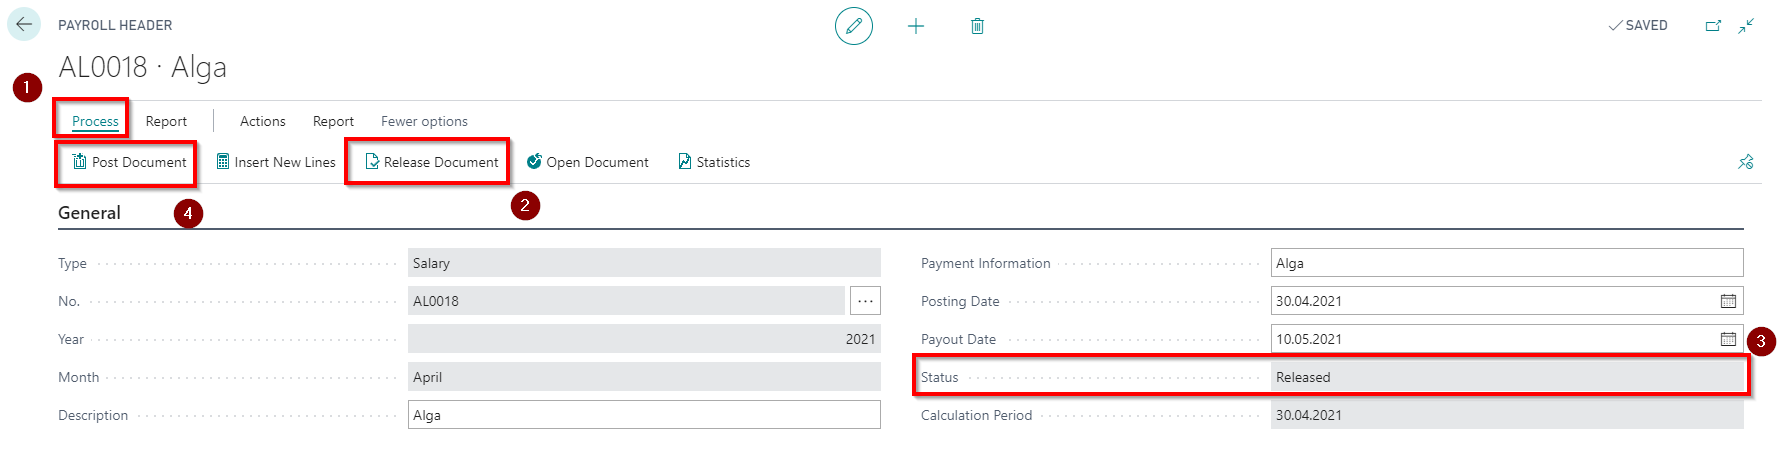 PAYROLL HEADER
SAVED
AL0018 · Alga
1
Process Report Actions Report Fewer options
Post Document Insert New Lines Release Document Open Document Statistics
4 2
General
Type Salary Payment Information Alga
No. AL0018 ... Posting Date 30.04.2021
Year 2021 Payout Date 10.05.2021
3
Month April Status Released
Description Alga Calculation Period 30.04.2021